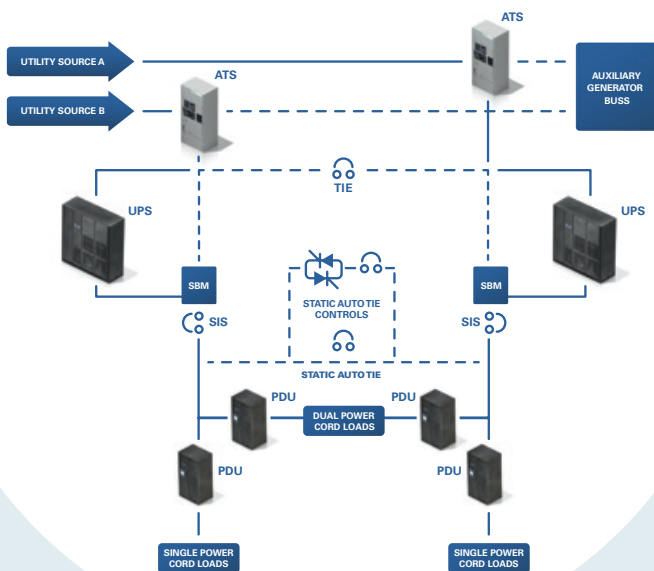 ATS
UTILITY SOURCE A
ATS
AUXILIARY
GENERATOR
BUSS
UTILITY SOURCE B
TIE
UPS
UPS
SBM
SBM
STATIC AUTO TIE
CONTROLS
SIS
SIS
STATIC AUTO TIE
PDU
PDU
DUAL POWER
CORD LOADS
PDU
PDU
SINGLE POWER
CORD LOADS
SINGLE POWER
CORD LOADS